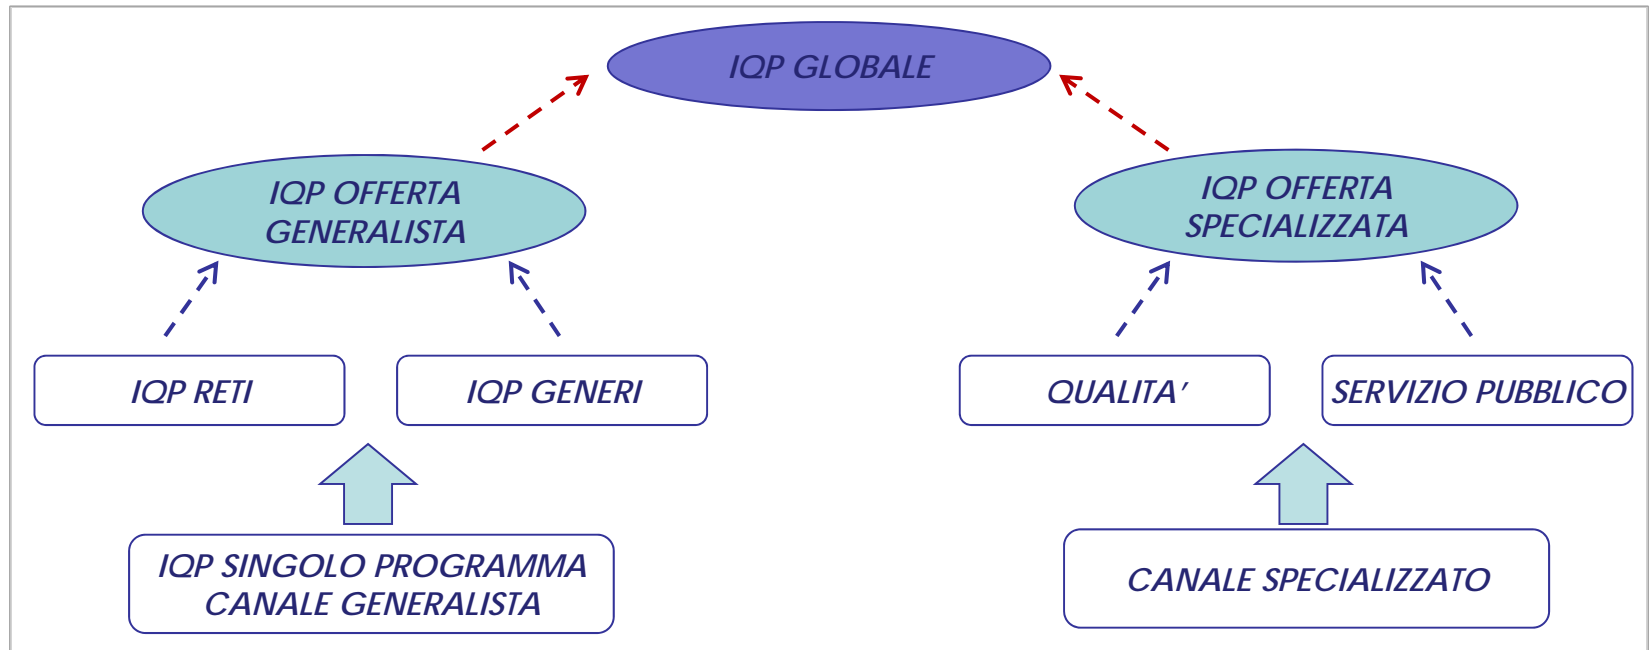 IQP GLOBALE
IQP OFFERTA
GENERALISTA
IQP OFFERTA
SPECIALIZZATA
IQP RETI
IQP GENERI
QUALITA'
SERVIZIO PUBBLICO
IQP SINGOLO PROGRAMMA
CANALE GENERALISTA
CANALE SPECIALIZZATO